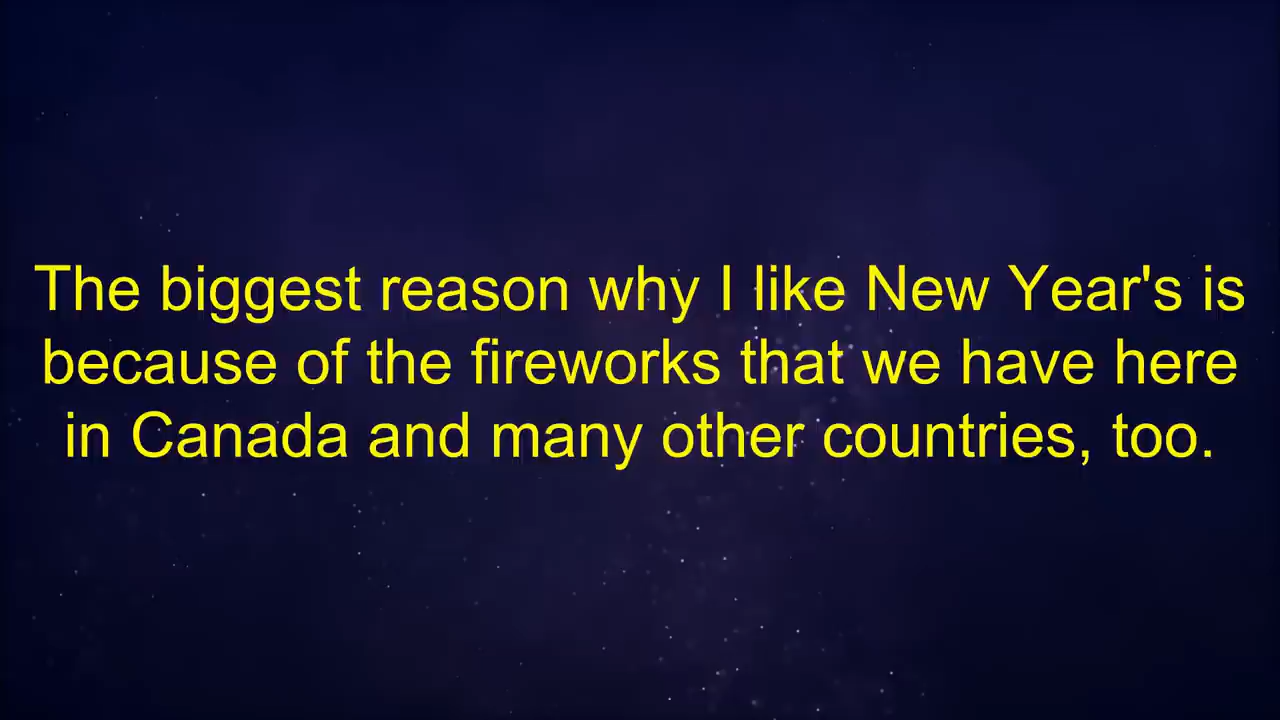 The biggest reason why I like New Year's is
because of the fireworks that we have here
in Canada and many other countries, too.